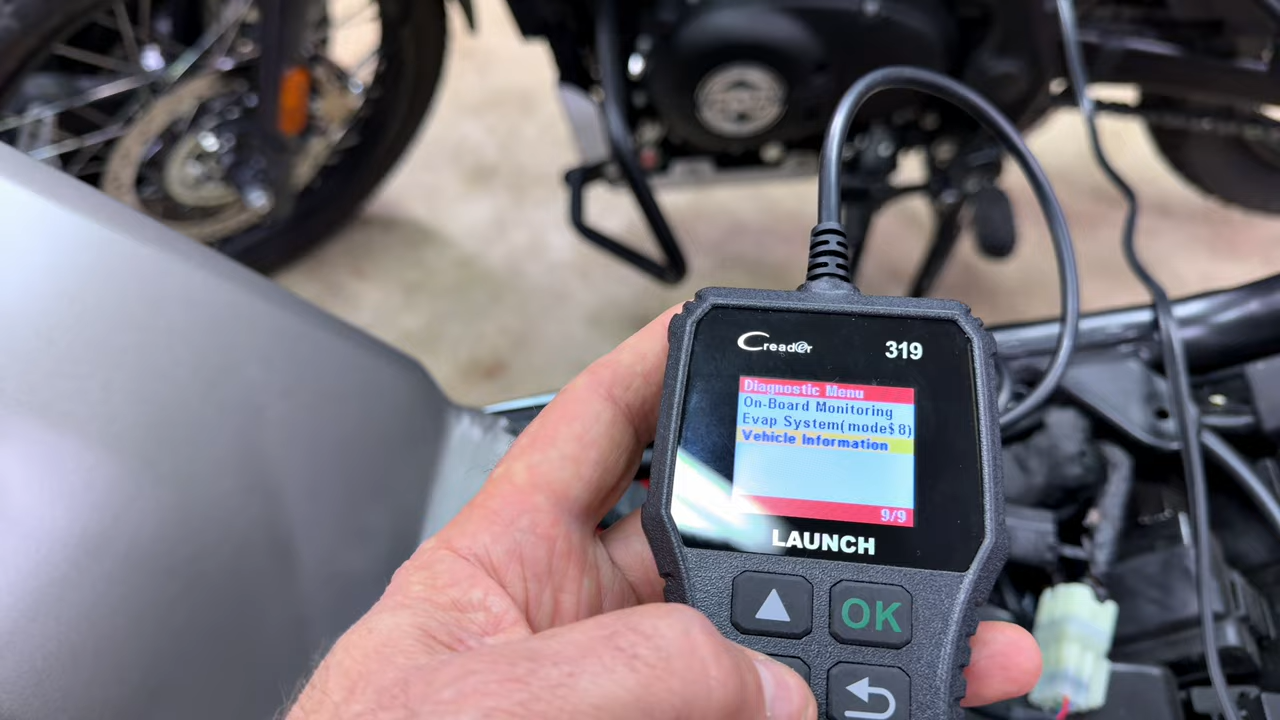 Creader 319
Diagnostic Menu
On-Board Monitoring
Evap System(mode$8)
Vehicle Information
9/9
LAUNCH
OK